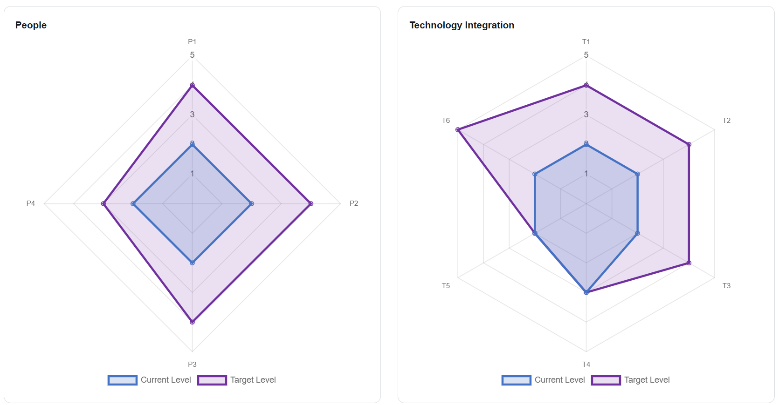 People
P1
5
3
1
P4
P2
P3
Current Level
Target Level
Technology Integration
T1
5
T6
T2
3
1
T5
T3
T4
Current Level
Target Level